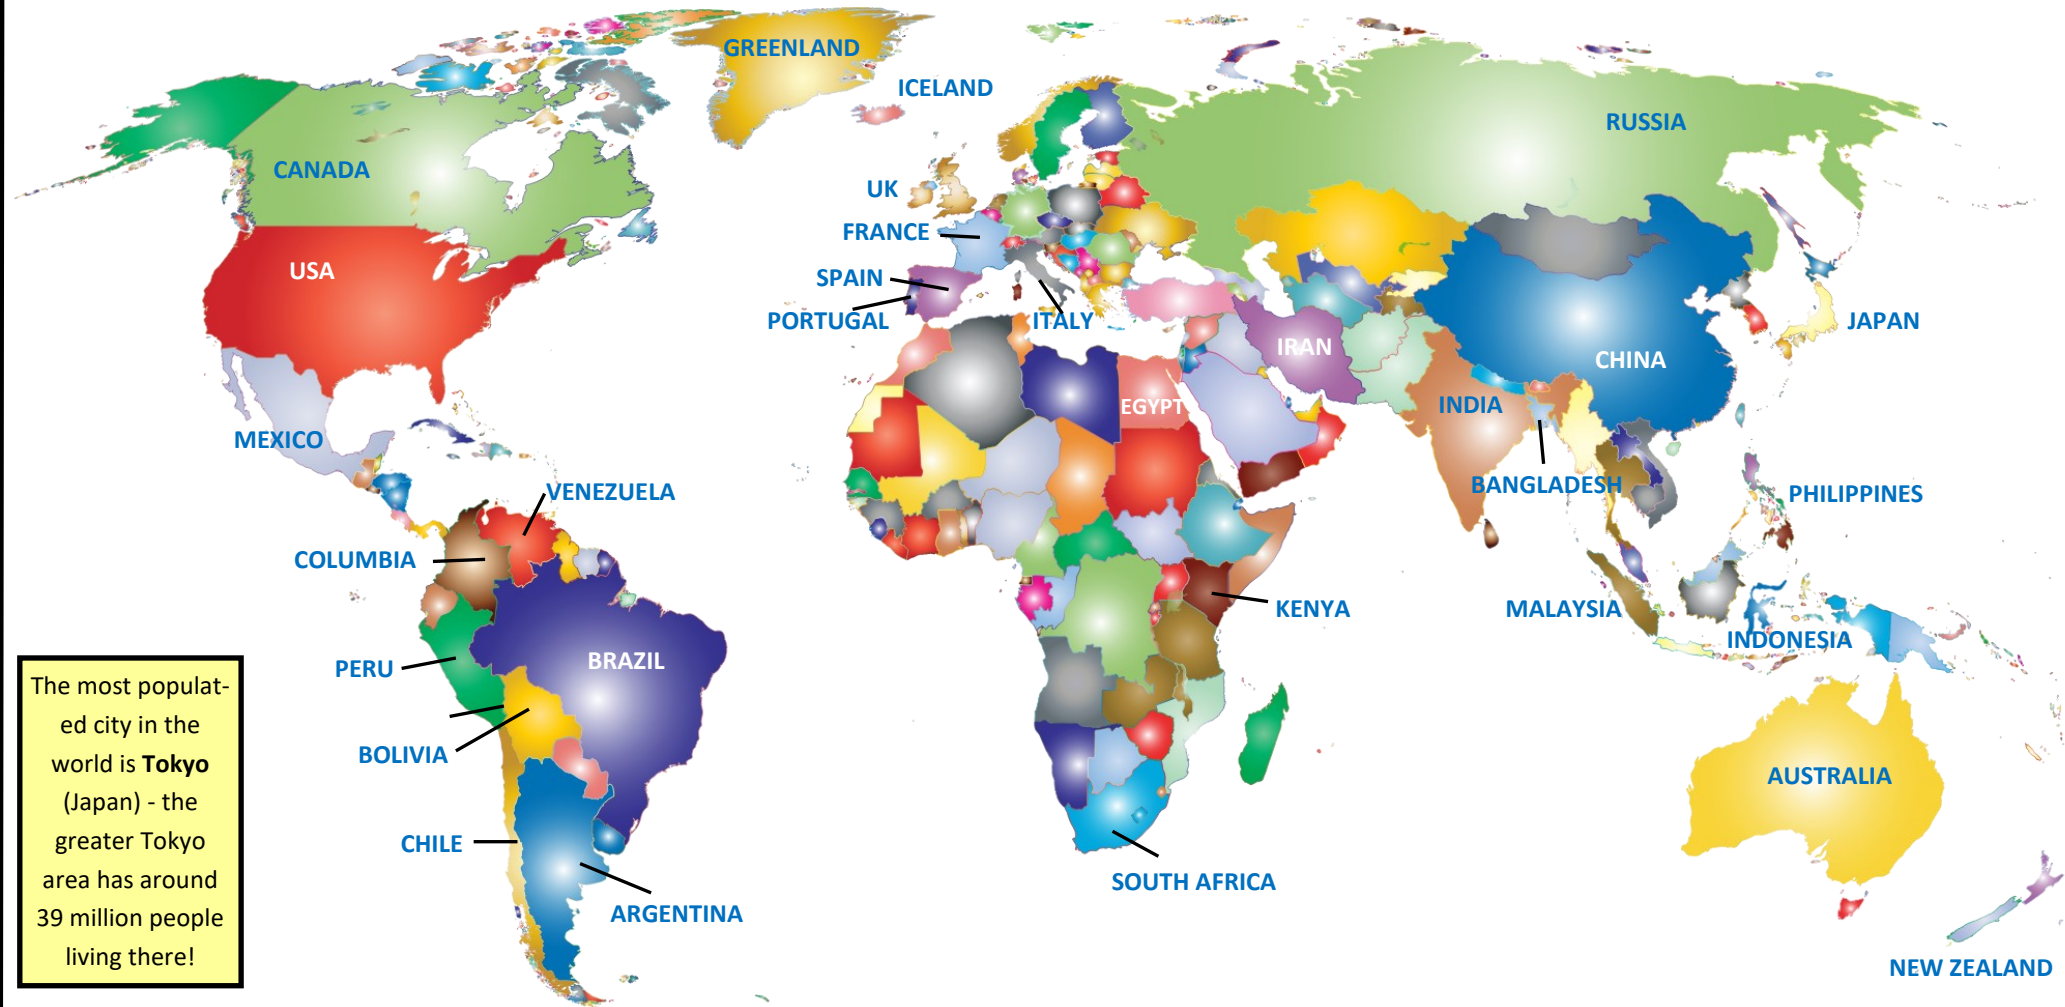 GREENLAND
ICELAND
RUSSIA
CANADA
UK
FRANCE
USA
SPAIN
PORTUGAL
ITALY
JAPAN
IRAN
CHINA
EGYPT
INDIA
MEXICO
BANGLADESH
VENEZUELA
PHILIPPINES
COLUMBIA
KENYA
MALAYSIA
INDONESIA
BRAZIL
PERU
BOLIVIA
AUSTRALIA
CHILE
SOUTH AFRICA
ARGENTINA
NEW ZEALAND
The most populat-
ed city in the
world is Tokyo
(Japan) - the
greater Tokyo
area has around
39 million people
living there!